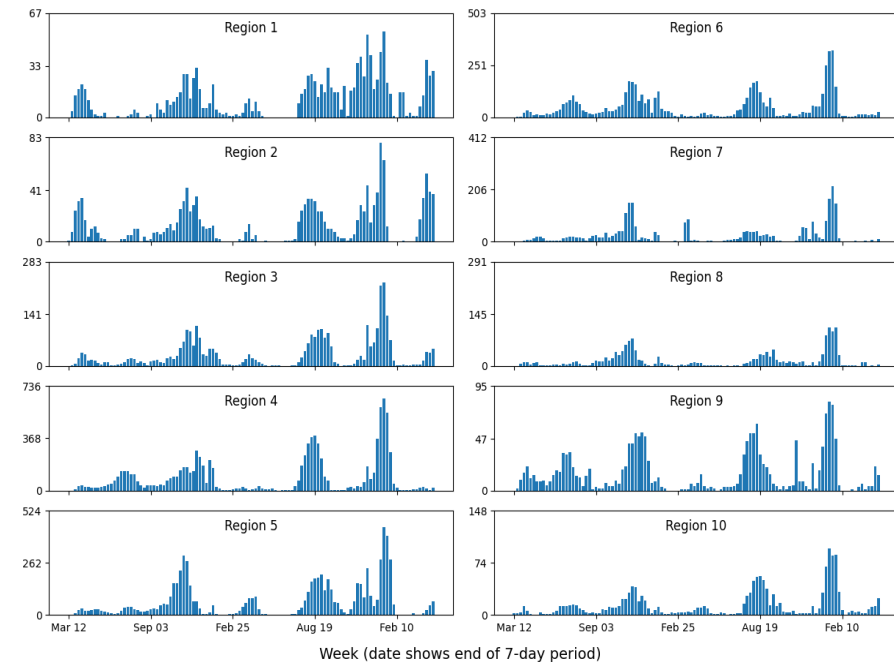 67
33
0
Region 1
503
251
0
Region 6
83
41
0
Region 2
412
206
0
Region 7
283
141
0
Region 3
291
145
0
Region 8
736
368
0
Region 4
95
47
0
Region 9
524
262
0
Region 5
148
74
0
Region 10
Mar 12 Sep 03 Feb 25 Aug 19 Feb 10
Mar 12 Sep 03 Feb 25 Aug 19 Feb 10
Week (date shows end of 7-day period)